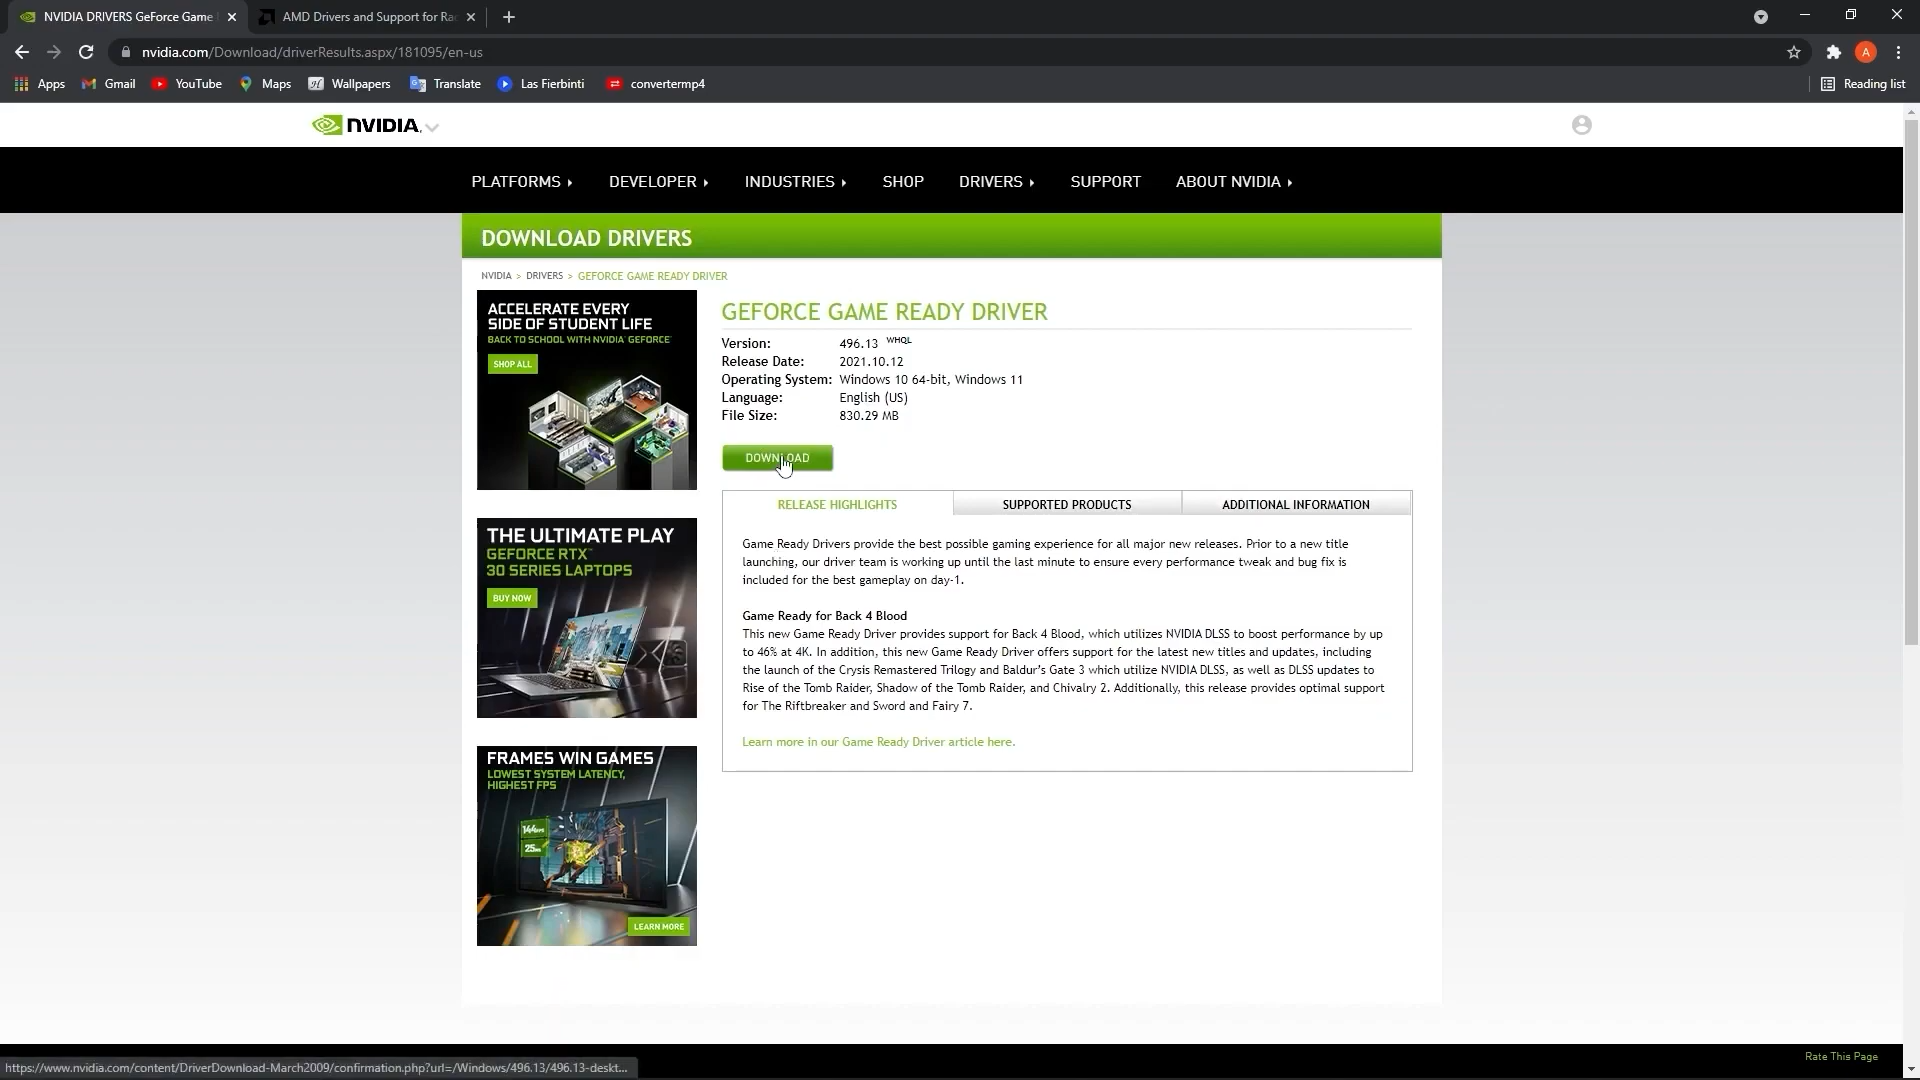 NVIDIA DRIVERS GeForce Game
AMD Drivers and Support for Rac
nvidia.com/Download/driverResults.aspx/181095/en-us
A
Apps
Gmail
YouTube
Maps
Wallpapers
Translate
Las Fierbinti
convertermp4
Reading list
NVIDIA.
PLATFORMS
DEVELOPER
INDUSTRIES
SHOP
DRIVERS
SUPPORT
ABOUT NVIDIA
DOWNLOAD DRIVERS
NVIDIA > DRIVERS > GEFORCE GAME READY DRIVER
ACCELERATE EVERY
SIDE OF STUDENT LIFE
BACK TO SCHOOL WITH NVIDIA GEFORCE
SHOP ALL
THE ULTIMATE PLAY
GEFORCE RTX™
30 SERIES LAPTOPS
BUY NOW
FRAMES WIN GAMES
LOWEST SYSTEM LATENCY,
HIGHEST FPS
LEARN MORE
GEFORCE GAME READY DRIVER
Version: 496.13 WHQL
Release Date: 2021.10.12
Operating System: Windows 10 64-bit, Windows 11
Language: English (US)
File Size: 830.29 MB
DOWNLOAD
RELEASE HIGHLIGHTS
SUPPORTED PRODUCTS
ADDITIONAL INFORMATION
Game Ready Drivers provide the best possible gaming experience for all major new releases. Prior to a new title
launching, our driver team is working up until the last minute to ensure every performance tweak and bug fix is
included for the best gameplay on day-1.
Game Ready for Back 4 Blood
This new Game Ready Driver provides support for Back 4 Blood, which utilizes NVIDIA DLSS to boost performance by up
to 46% at 4K. In addition, this new Game Ready Driver offers support for the latest new titles and updates, including
the launch of the Crysis Remastered Trilogy and Baldur's Gate 3 which utilize NVIDIA DLSS, as well as DLSS updates to
Rise of the Tomb Raider, Shadow of the Tomb Raider, and Chivalry 2. Additionally, this release provides optimal support
for The Riftbreaker and Sword and Fairy 7.
Learn more in our Game Ready Driver article here.
Rate This Page
https://www.nvidia.com/content/DriverDownload-March2009/confirmation.php?url=/Windows/496.13/496.13-deskt...